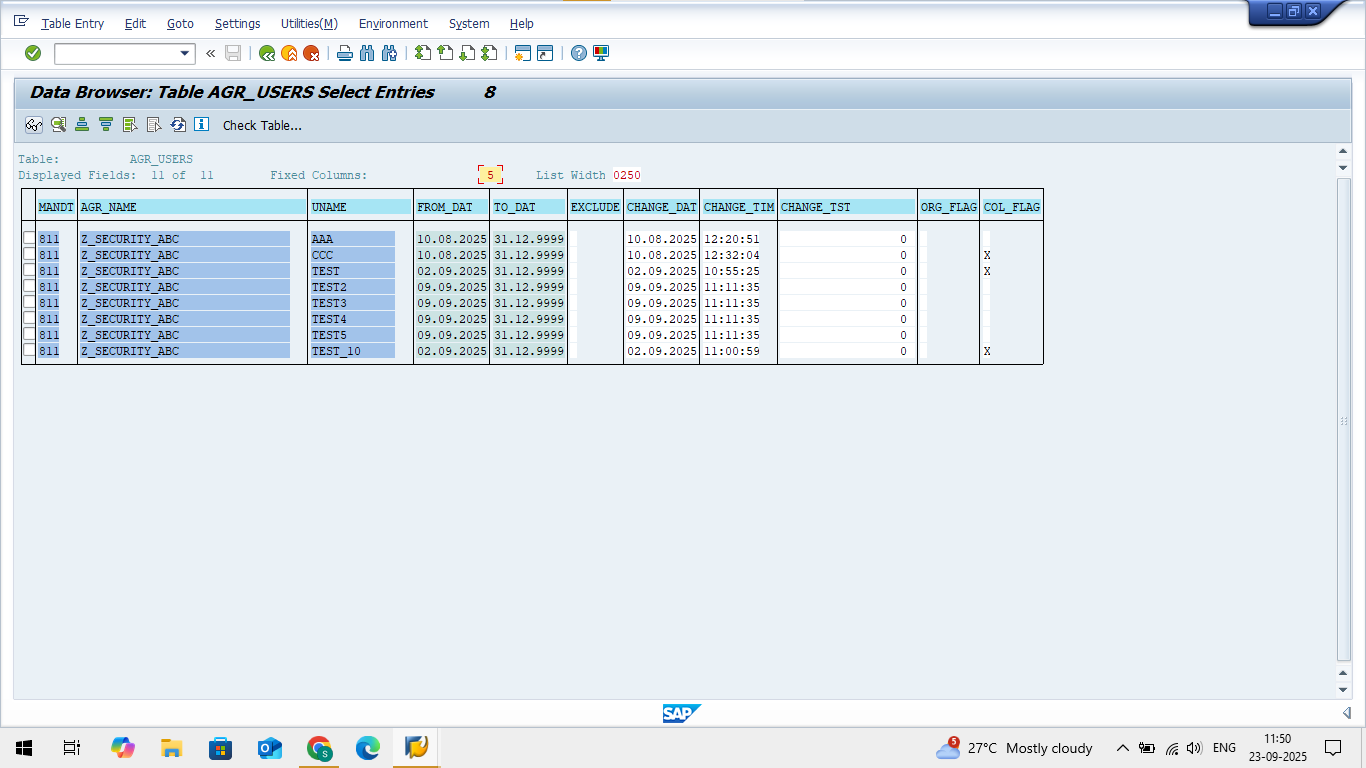 Table Entry Edit Goto Settings Utilities(M) Environment System Help
Data Browser: Table AGR_USERS Select Entries 8
Check Table...
Table: AGR_USERS
Displayed Fields: 11 of 11 Fixed Columns: 5 List Width 0250
MANDT AGR_NAME UNAME FROM_DAT TO_DAT EXCLUDE CHANGE_DAT CHANGE_TIM CHANGE_TST ORG_FLAG COL_FLAG
811 Z_SECURITY_ABC AAA 10.08.2025 31.12.9999 10.08.2025 12:20:51 0
811 Z_SECURITY_ABC CCC 10.08.2025 31.12.9999 10.08.2025 12:32:04 0 X
811 Z_SECURITY_ABC TEST 02.09.2025 31.12.9999 02.09.2025 10:55:25 0 X
811 Z_SECURITY_ABC TEST2 09.09.2025 31.12.9999 09.09.2025 11:11:35 0
811 Z_SECURITY_ABC TEST3 09.09.2025 31.12.9999 09.09.2025 11:11:35 0
811 Z_SECURITY_ABC TEST4 09.09.2025 31.12.9999 09.09.2025 11:11:35 0
811 Z_SECURITY_ABC TEST5 09.09.2025 31.12.9999 09.09.2025 11:11:35 0
811 Z_SECURITY_ABC TEST_10 02.09.2025 31.12.9999 02.09.2025 11:00:59 0 X
SAP
5 27°C Mostly cloudy ENG 11:50
23-09-2025